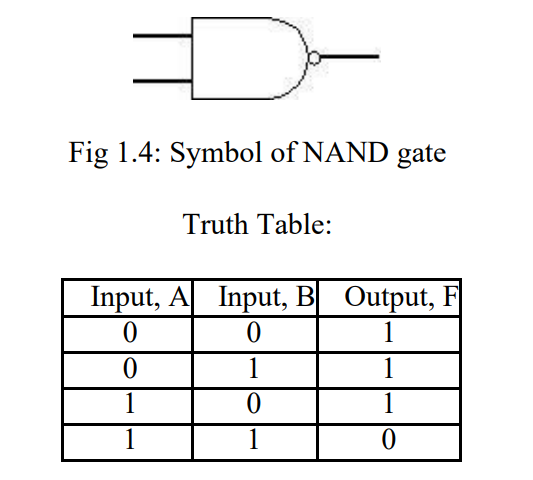 Fig 1.4: Symbol of NAND gate
Truth Table:
Input, A Input, B Output, F
0 0 1
0 1 1
1 0 1
1 1 0